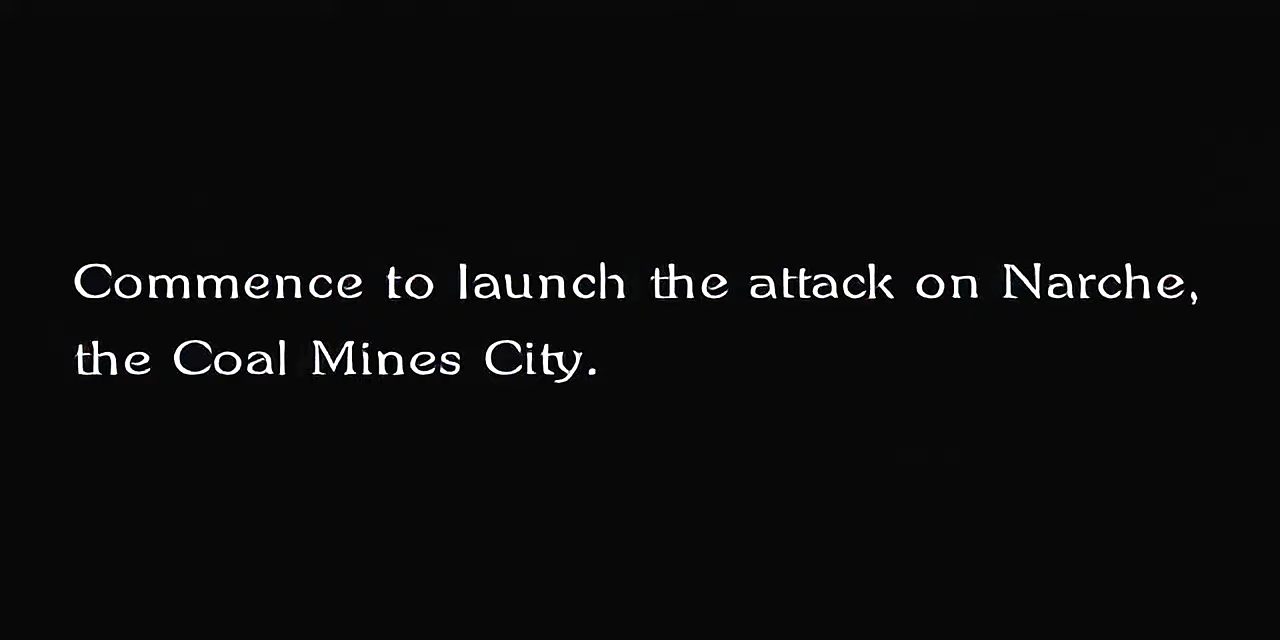 Commence to launch the attack on Narche,
the Coal Mines City.